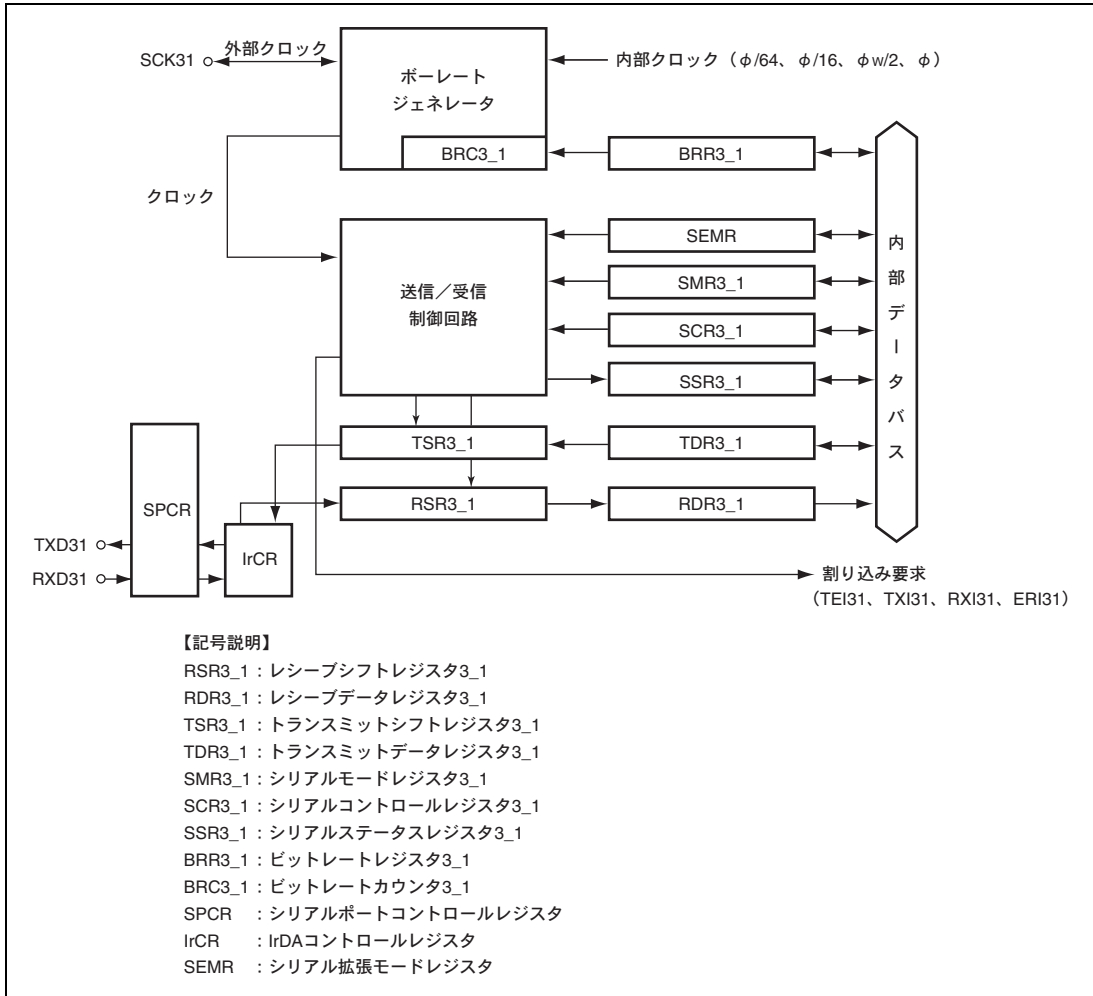 SCK31
外部クロック
ボーレート
ジェネレータ
内部クロック（φ/64、φ/16、φw/2、φ）
BRC3_1
BRR3_1
クロック
送信／受信
制御回路
SEMR
SMR3_1
SCR3_1
SSR3_1
内部データバス
TSR3_1
TDR3_1
RSR3_1
RDR3_1
SPCR
IrCR
TXD31
RXD31
割り込み要求
（TEI31、TXI31、RXI31、ERI31）
【記号説明】
RSR3_1：レシーブシフトレジスタ3_1
RDR3_1：レシーブデータレジスタ3_1
TSR3_1：トランスミットシフトレジスタ3_1
TDR3_1：トランスミットデータレジスタ3_1
SMR3_1：シリアルモードレジスタ3_1
SCR3_1：シリアルコントロールレジスタ3_1
SSR3_1：シリアルステータスレジスタ3_1
BRR3_1：ビットレートレジスタ3_1
BRC3_1：ビットレートカウンタ3_1
SPCR　：シリアルポートコントロールレジスタ
IrCR　：IrDAコントロールレジスタ
SEMR　：シリアル拡張モードレジスタ